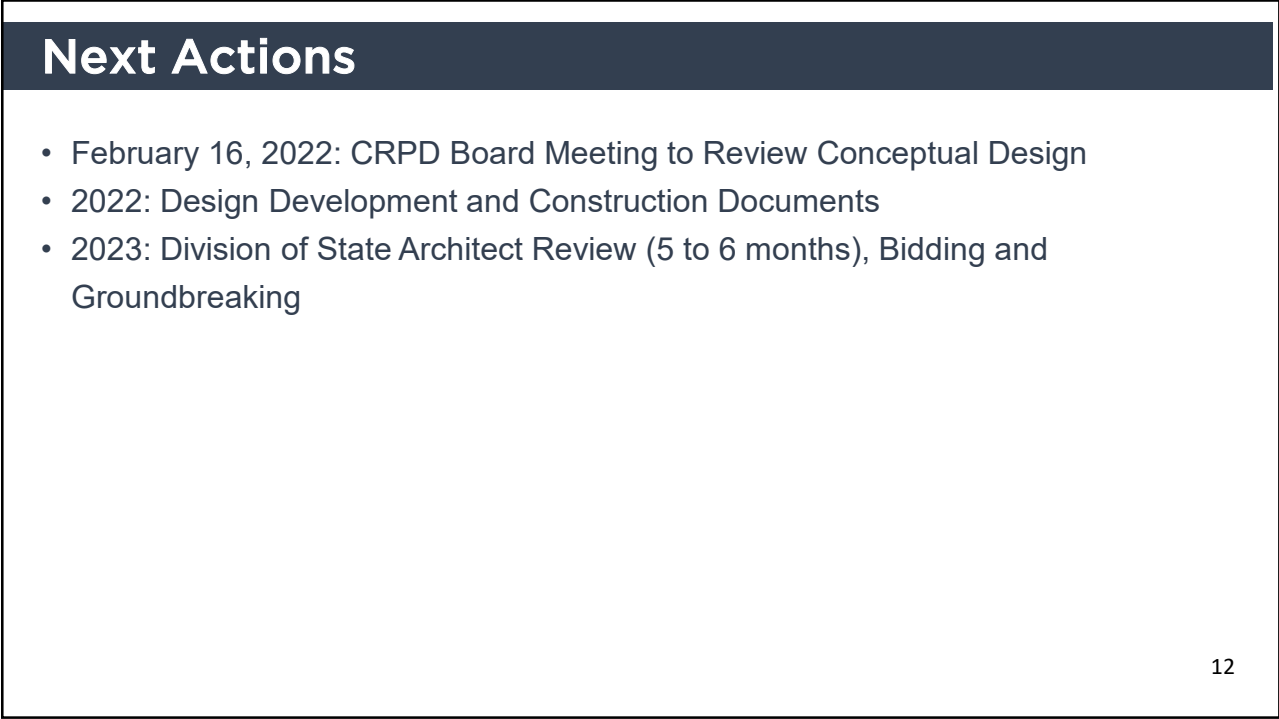 Next Actions
• February 16, 2022: CRPD Board Meeting to Review Conceptual Design
• 2022: Design Development and Construction Documents
• 2023: Division of State Architect Review (5 to 6 months), Bidding and
Groundbreaking
12